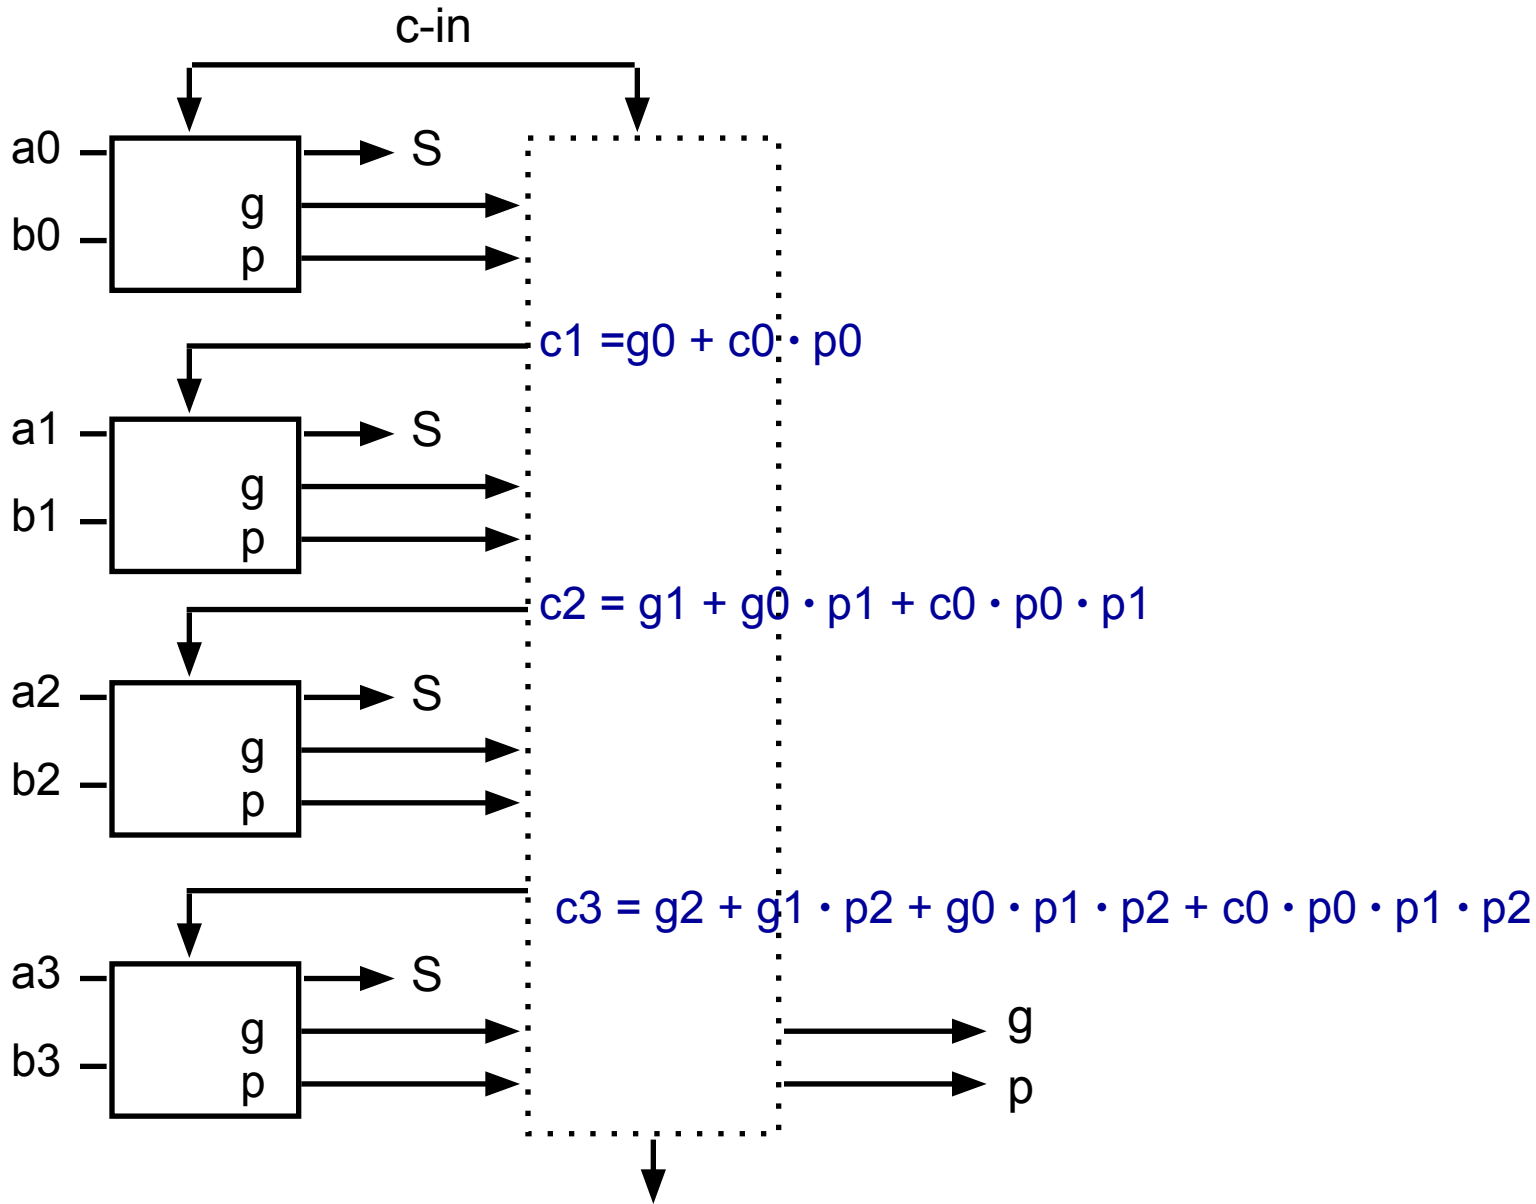 c-in
a0 S
g
b0
p
c1 =g0 + c0 · p0
a1 S
g
b1
p
c2 = g1 + g0 · p1 + c0 · p0 · p1
a2 S
g
b2
p
c3 = g2 + g1 · p2 + g0 · p1 · p2 + c0 · p0 · p1 · p2
a3 S
g g
b3
p p